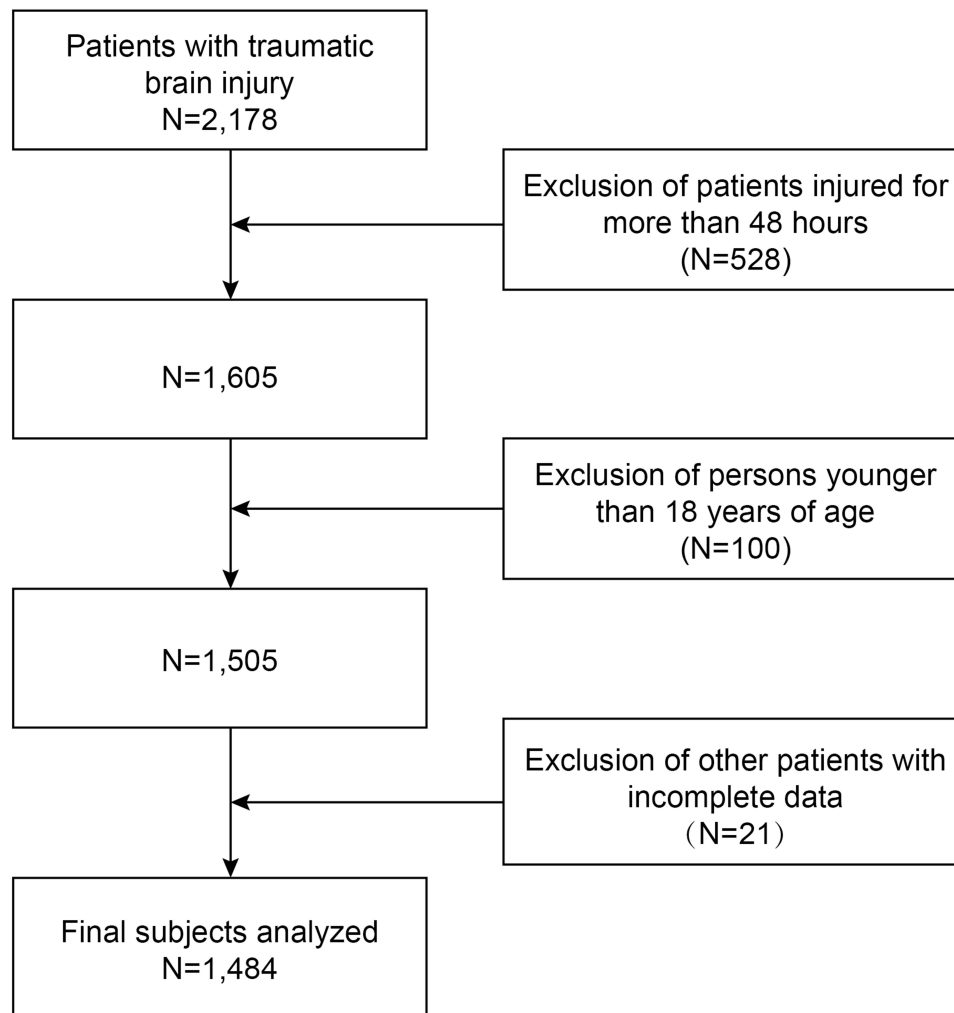 Patients with traumatic
brain injury
N=2,178
Exclusion of patients injured for
more than 48 hours
(N=528)
N=1,605
Exclusion of persons younger
than 18 years of age
(N=100)
N=1,505
Exclusion of other patients with
incomplete data
（N=21）
Final subjects analyzed
N=1,484